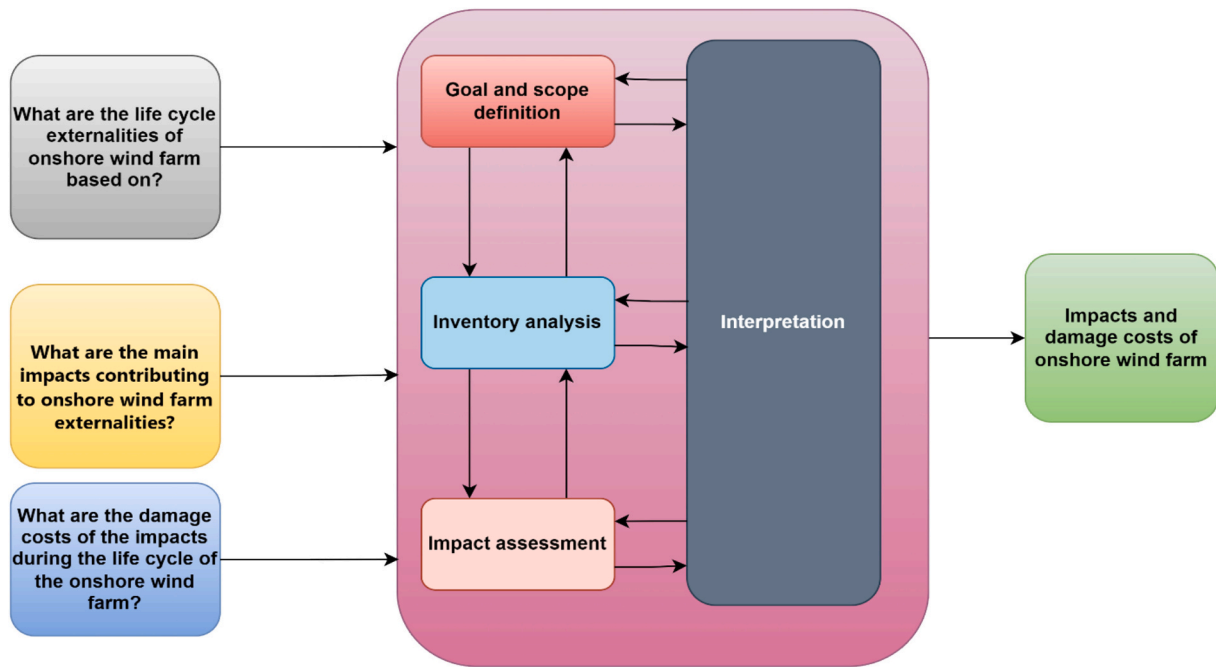 What are the life cycle
externalities of
onshore wind farm
based on?
What are the main
impacts contributing
to onshore wind farm
externalities?
What are the damage
costs of the impacts
during the life cycle of
the onshore wind
farm?
Goal and scope
definition
Inventory analysis
Impact assessment
Interpretation
Impacts and
damage costs of
onshore wind farm